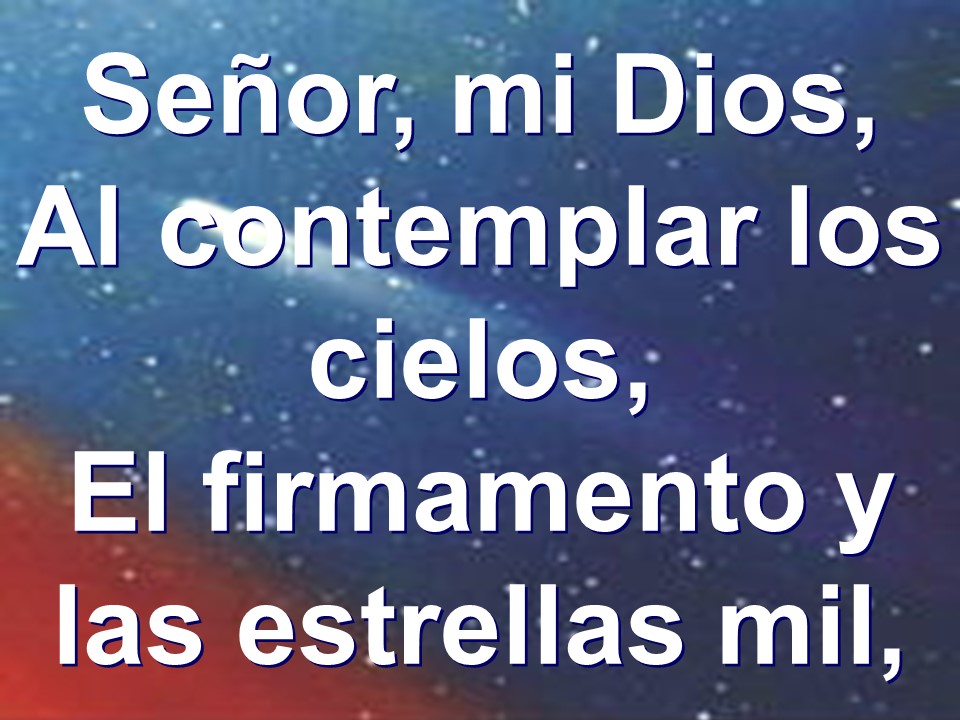 Señor, mi Dios,
Al contemplar los
cielos,
El firmamento y
las estrellas mil,